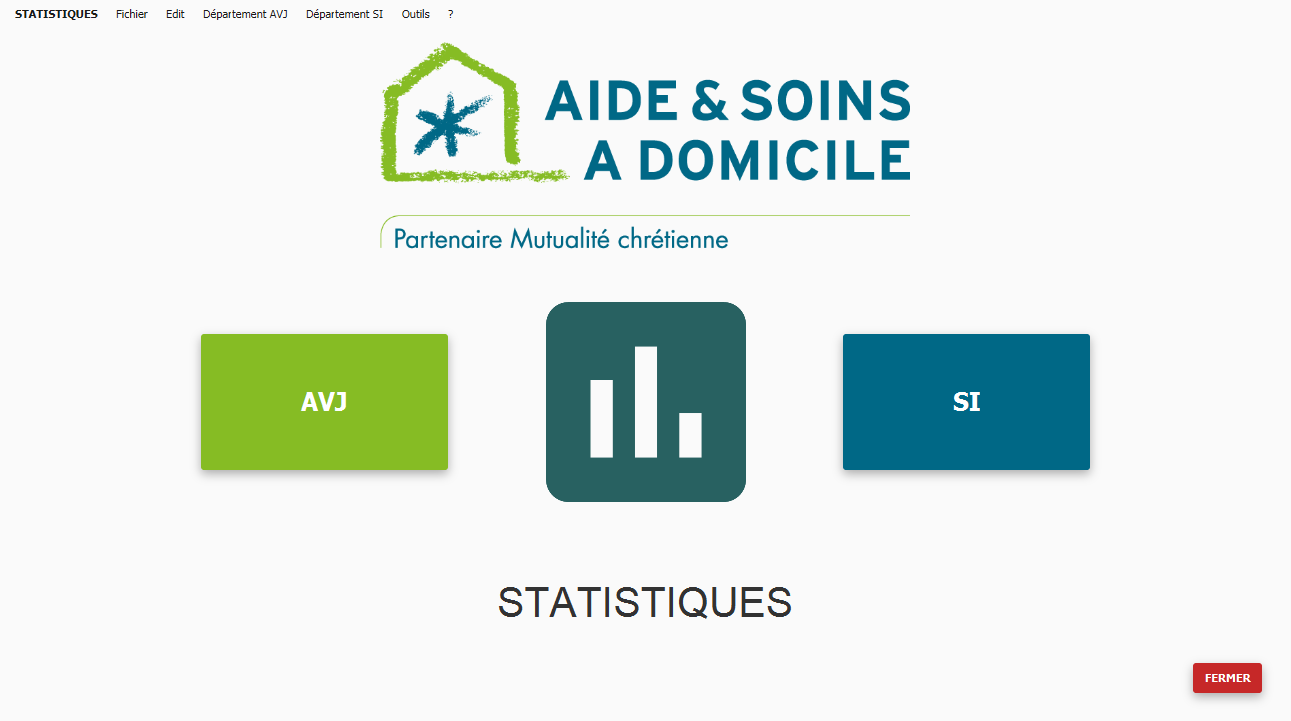 STATISTIQUES Fichier Edit Département AVJ Département SI Outils ?
AIDE & SOINS
A DOMICILE
Partenaire Mutualité chrétienne
AVJ
SI
STATISTIQUES
FERMER